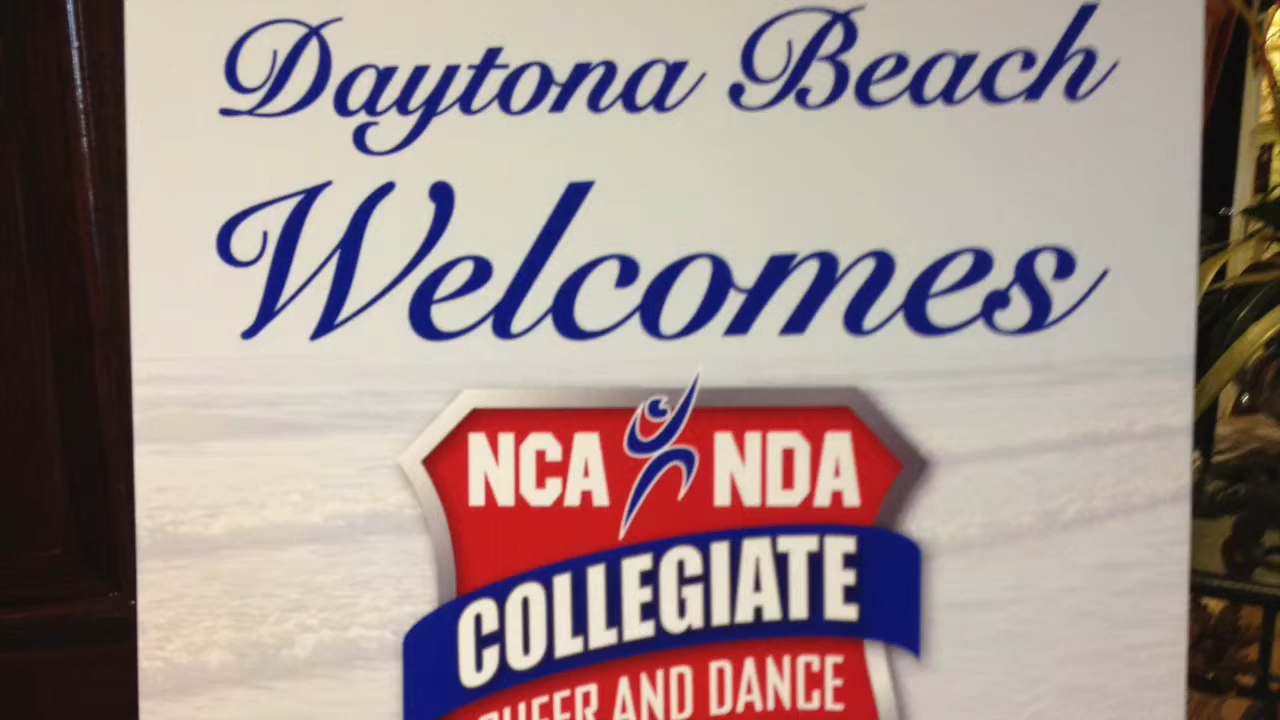 Daytona Beach
Welcomes
NCA NDA
COLLEGIATE
CHEER AND DANCE